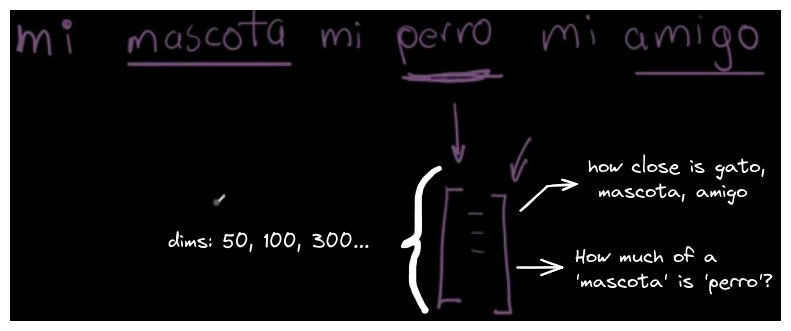 mi mascota mi perro mi amigo
how close is gato,
mascota, amigo
dims: 50, 100, 300...
How much of a
'mascota' is 'perro'?